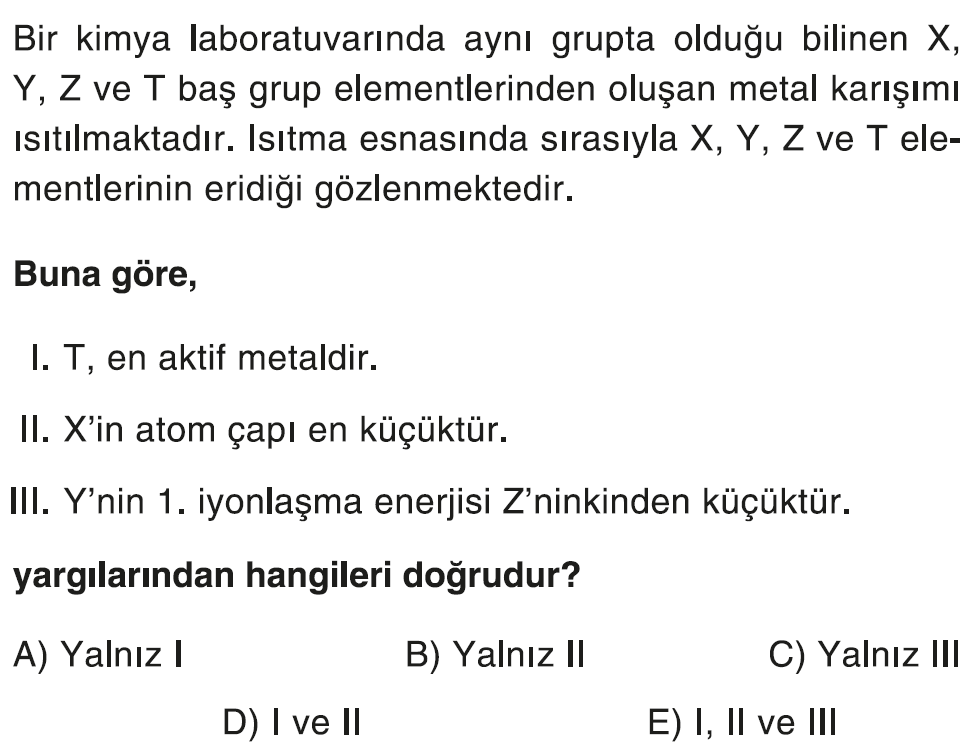 Bir kimya laboratuvarında aynı grupta olduğu bilinen X,
Y, Z ve T baş grup elementlerinden oluşan metal karışımı
ısıtılmaktadır. Isıtma esnasında sırasıyla X, Y, Z ve T ele-
mentlerinin eridiği gözlenmektedir.
Buna göre,
I. T, en aktif metaldir.
II. X'in atom çapı en küçüktür.
III. Y'nin 1. iyonlaşma enerjisi Z'ninkinden küçüktür.
yargılarından hangileri doğrudur?
A) Yalnız I B) Yalnız II C) Yalnız III
D) I ve II E) I, II ve III